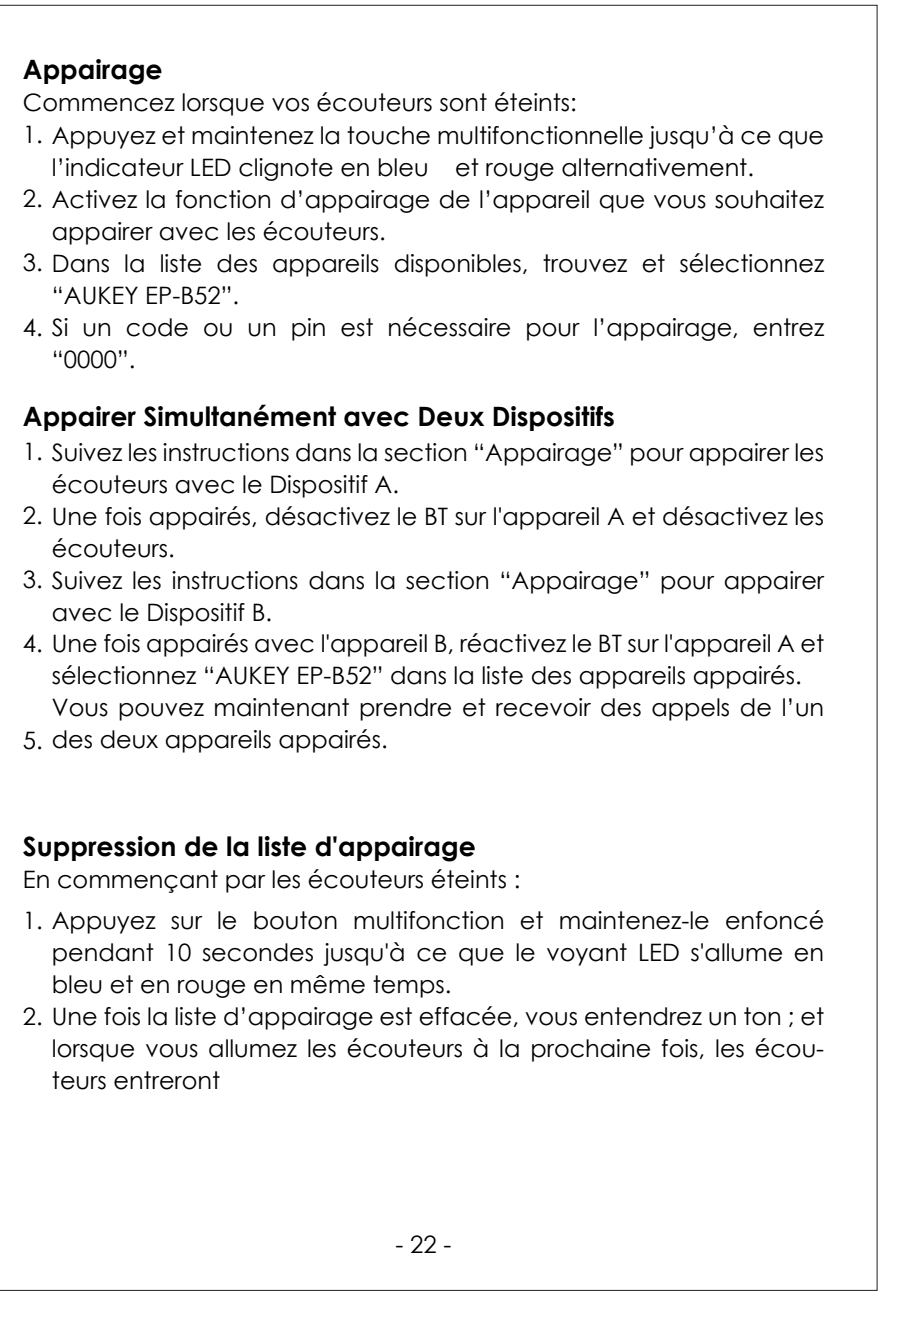 Appairage
Commencez lorsque vos écouteurs sont éteints:
1. Appuyez et maintenez la touche multifonctionnelle jusqu’à ce que
l’indicateur LED clignote en bleu et rouge alternativement.
2. Activez la fonction d’appairage de l’appareil que vous souhaitez
appairer avec les écouteurs.
3. Dans la liste des appareils disponibles, trouvez et sélectionnez
“AUKEY EP-B52”.
4. Si un code ou un pin est nécessaire pour l’appairage, entrez
“0000”.
Appairer Simultanément avec Deux Dispositifs
1. Suivez les instructions dans la section “Appairage” pour appairer les
écouteurs avec le Dispositif A.
2. Une fois appairés, désactivez le BT sur l'appareil A et désactivez les
écouteurs.
3. Suivez les instructions dans la section “Appairage” pour appairer
avec le Dispositif B.
4. Une fois appairés avec l'appareil B, réactivez le BT sur l'appareil A et
sélectionnez “AUKEY EP-B52” dans la liste des appareils appairés.
Vous pouvez maintenant prendre et recevoir des appels de l’un
5. des deux appareils appairés.
Suppression de la liste d'appairage
En commençant par les écouteurs éteints :
1. Appuyez sur le bouton multifonction et maintenez-le enfoncé
pendant 10 secondes jusqu'à ce que le voyant LED s'allume en
bleu et en rouge en même temps.
2. Une fois la liste d’appairage est effacée, vous entendrez un ton ; et
lorsque vous allumez les écouteurs à la prochaine fois, les écou-
teurs entreront
- 22 -